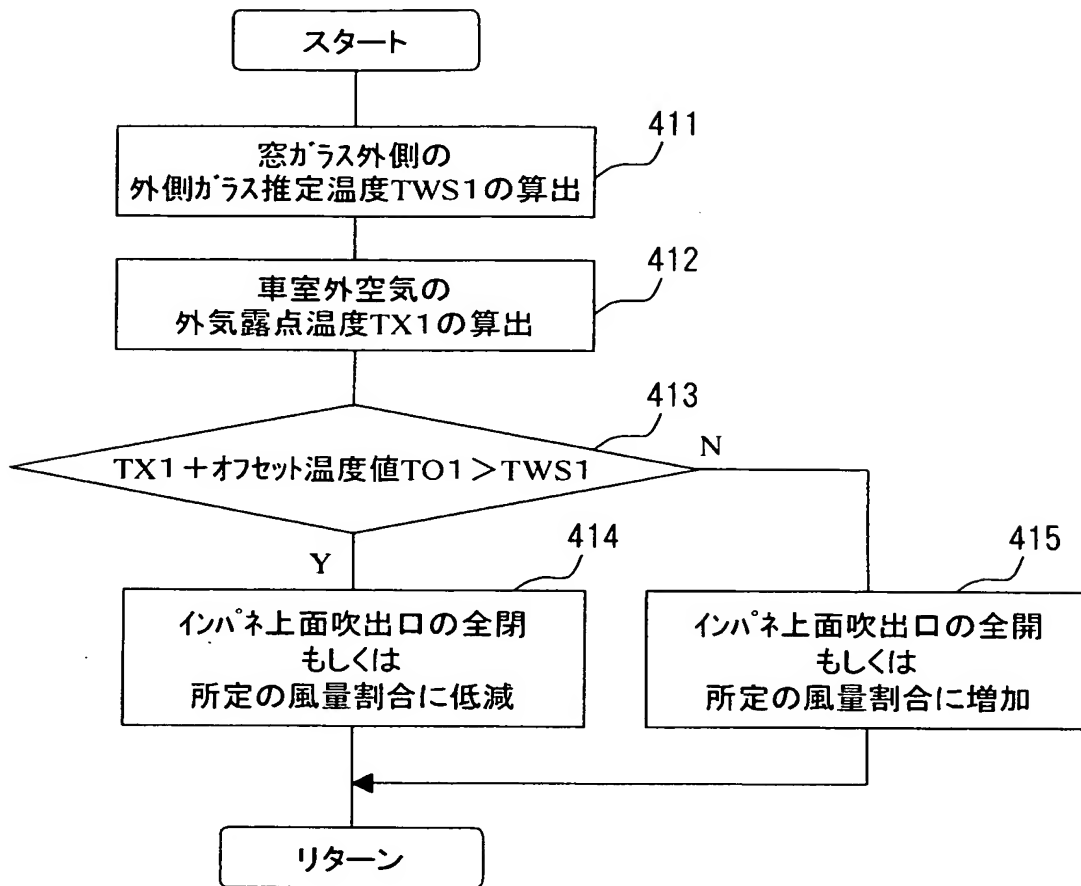 スタート
411
窓ガラス外側の
外側ガラス推定温度TWS1の算出
412
車室外空気の
外気露点温度TX1の算出
413
TX1+オフセット温度値TO1>TWS1
N
Y
414
インパネ上面吹出口の全閉
もしくは
所定の風量割合に低減
415
インパネ上面吹出口の全開
もしくは
所定の風量割合に増加
リターン